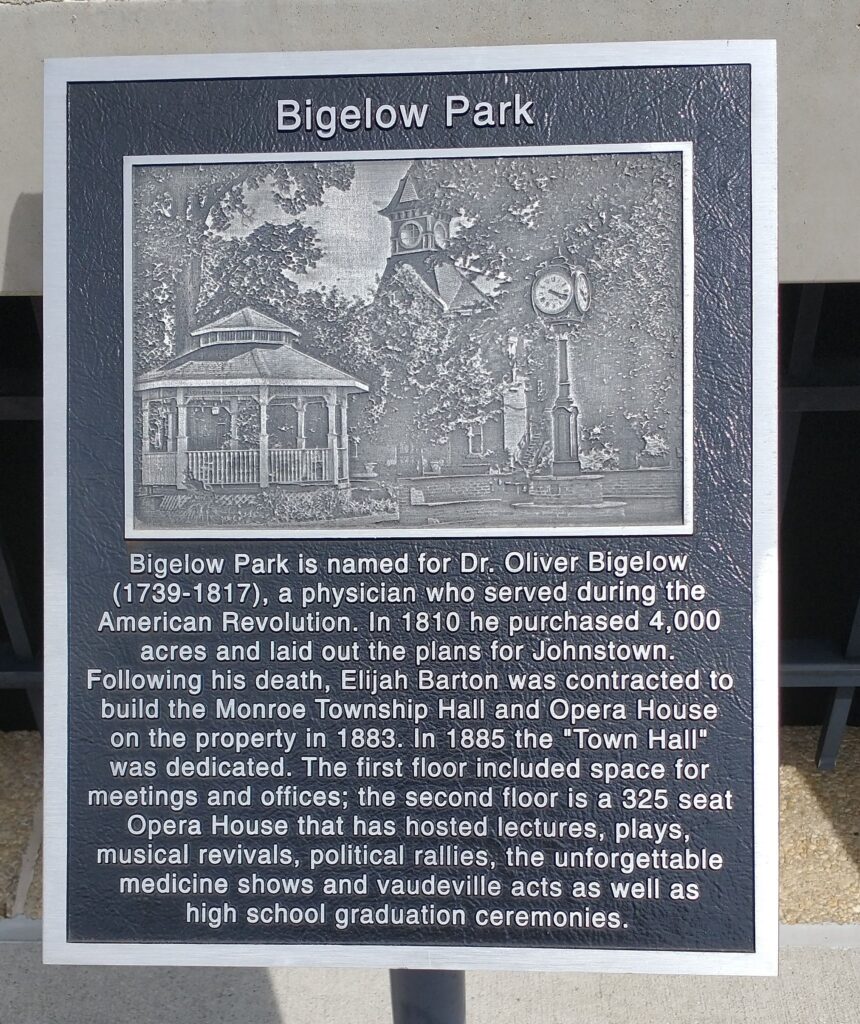 Bigelow Park
Bigelow Park is named for Dr. Oliver Bigelow
(1739-1817), a physician who served during the
American Revolution. In 1810 he purchased 4,000
acres and laid out the plans for Johnstown.
Following his death, Elijah Barton was contracted to
build the Monroe Township Hall and Opera House
on the property in 1883. In 1885 the "Town Hall"
was dedicated. The first floor included space for
meetings and offices; the second floor is a 325 seat
Opera House that has hosted lectures, plays,
musical revivals, political rallies, the unforgettable
medicine shows and vaudeville acts as well as
high school graduation ceremonies.